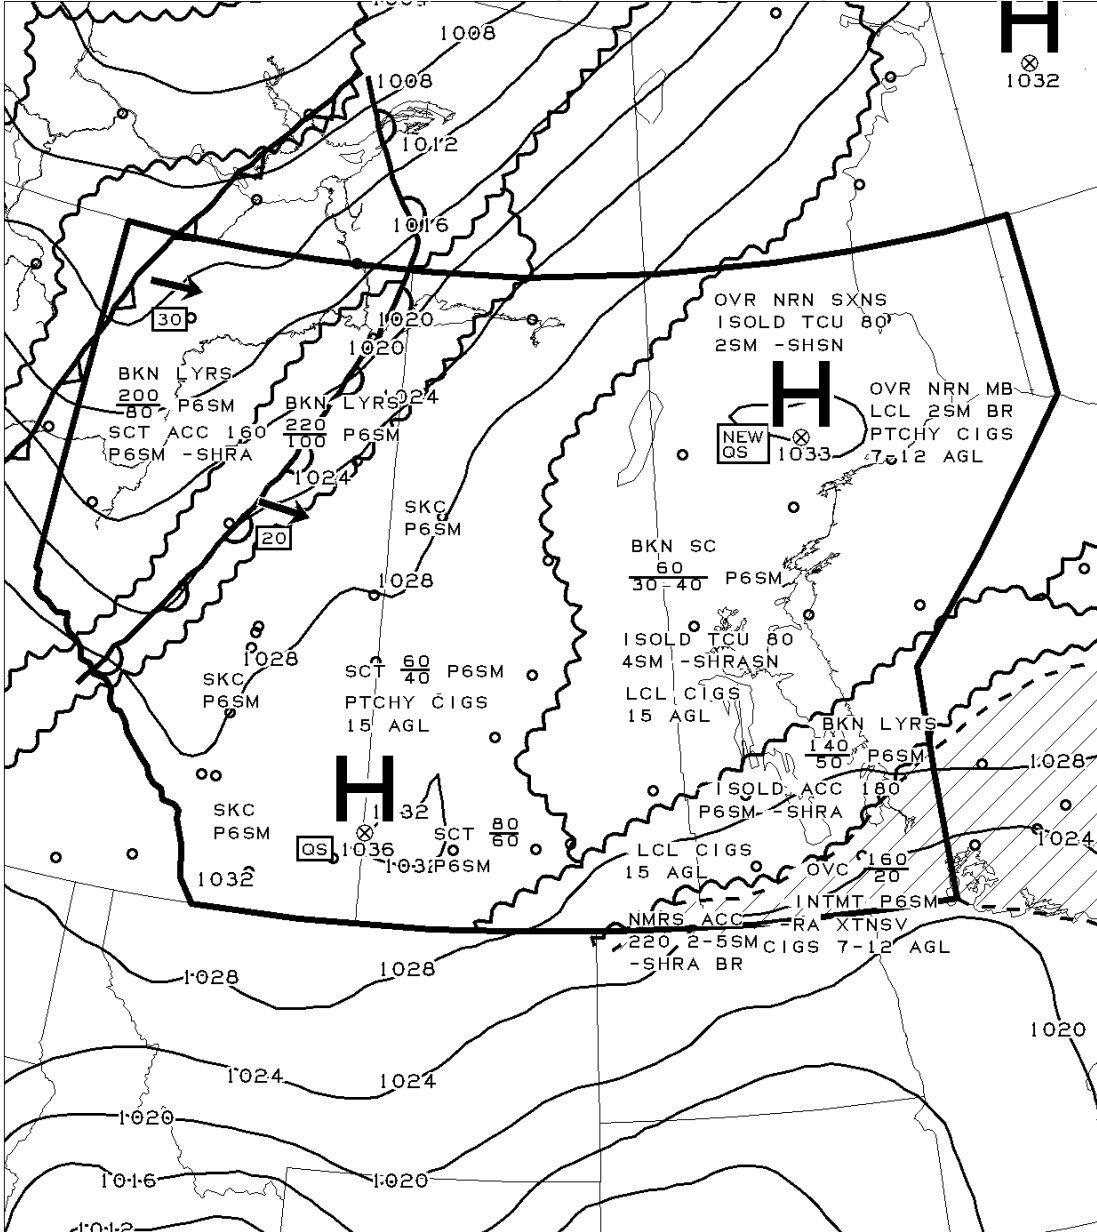 1008
1008
1032
1012
1016
OVR NRN SXNS
ISOLD TCU 80
2SM -SHSN
30
1020
1020
BKN LYRS
200
80 P6SM
SCT ACC 160
P6SM -SHRA
BKN LYRS
220
100 P6SM
1024
1024
H
H
NEW
QS
1033
OVR NRN MB
LCL 2SM BR
PTCHY CIGS
7-12 AGL
20
SKC
P6SM
BKN SC
60
30-40 P6SM
1028
1028
ISOLD TCU 80
4SM -SHRASN
LCL CIGS
15 AGL
SKC
P6SM
SCT 60
40 P6SM
PTCHY CIGS
15 AGL
BKN LYRS
140
50 P6SM
ISOLD ACC 180
P6SM -SHRA
1028
H
1032
SKC
P6SM
QS
1036
SCT 80
60
P6SM
1032
1032
LCL CIGS
15 AGL
OVC 160
20
1024
INTMT P6SM
-RA XTNSV
CIGS 7-12 AGL
NMRS ACC
220 2-5SM
-SHRA BR
1028
1028
1020
1024
1024
1020
1020
1016
1012